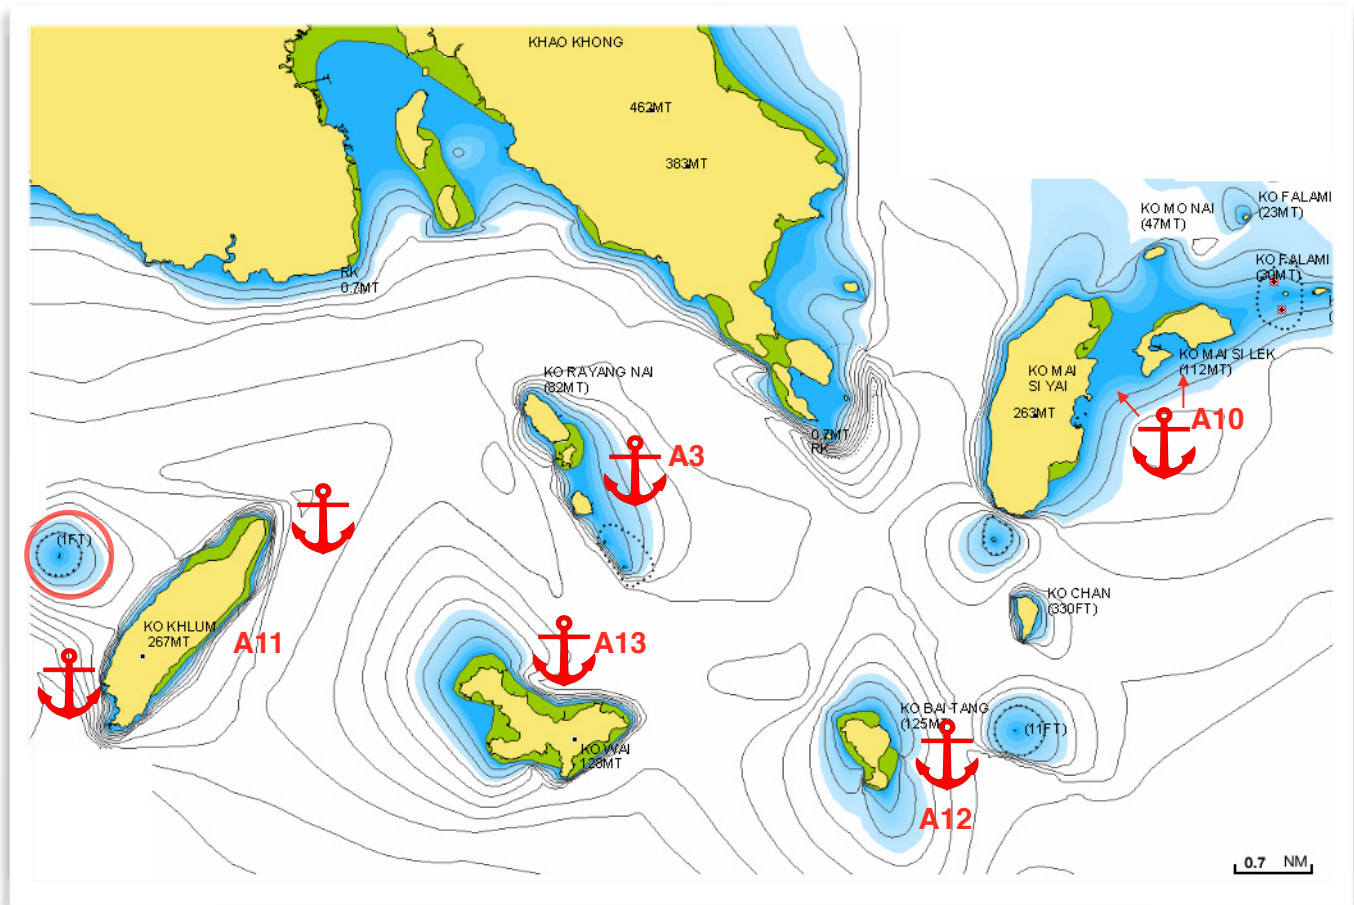 KHAO KHONG
462MT
383MT
KO FALAMI
(23MT)
KO MO NAI
(47MT)
KO FALAMI
(30MT)
RK
0.7MT
KO RAYANG NAI
(82MT)
KO MAI
SI YAI
263MT
KO MAI SI LEK
(112MT)
A10
0.7MT
RK
A3
(1FT)
KO CHAN
(330FT)
KO KHLUM
267MT
A11
A13
KO BAI TANG
(125MT)
(11FT)
KO WAI
128MT
A12
0.7 NM